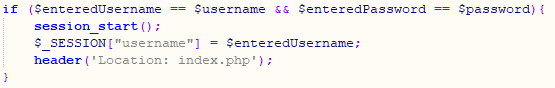 if ($enteredUsername == $username && $enteredPassword == $password){
session_start();
$_SESSION["username"] = $enteredUsername;
header('Location: index.php');
}